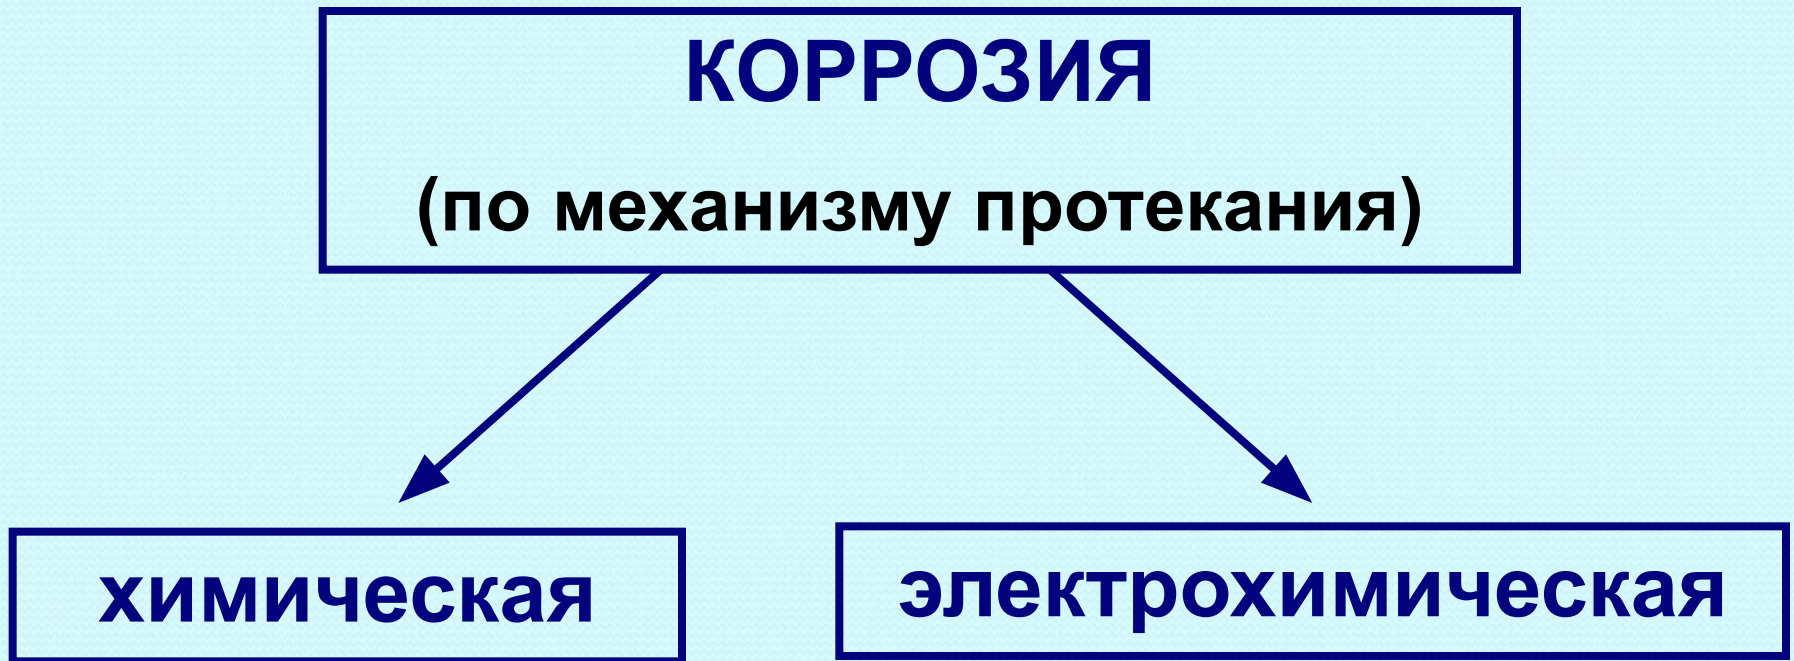 КОРРОЗИЯ
(по механизму протекания)
химическая
электрохимическая